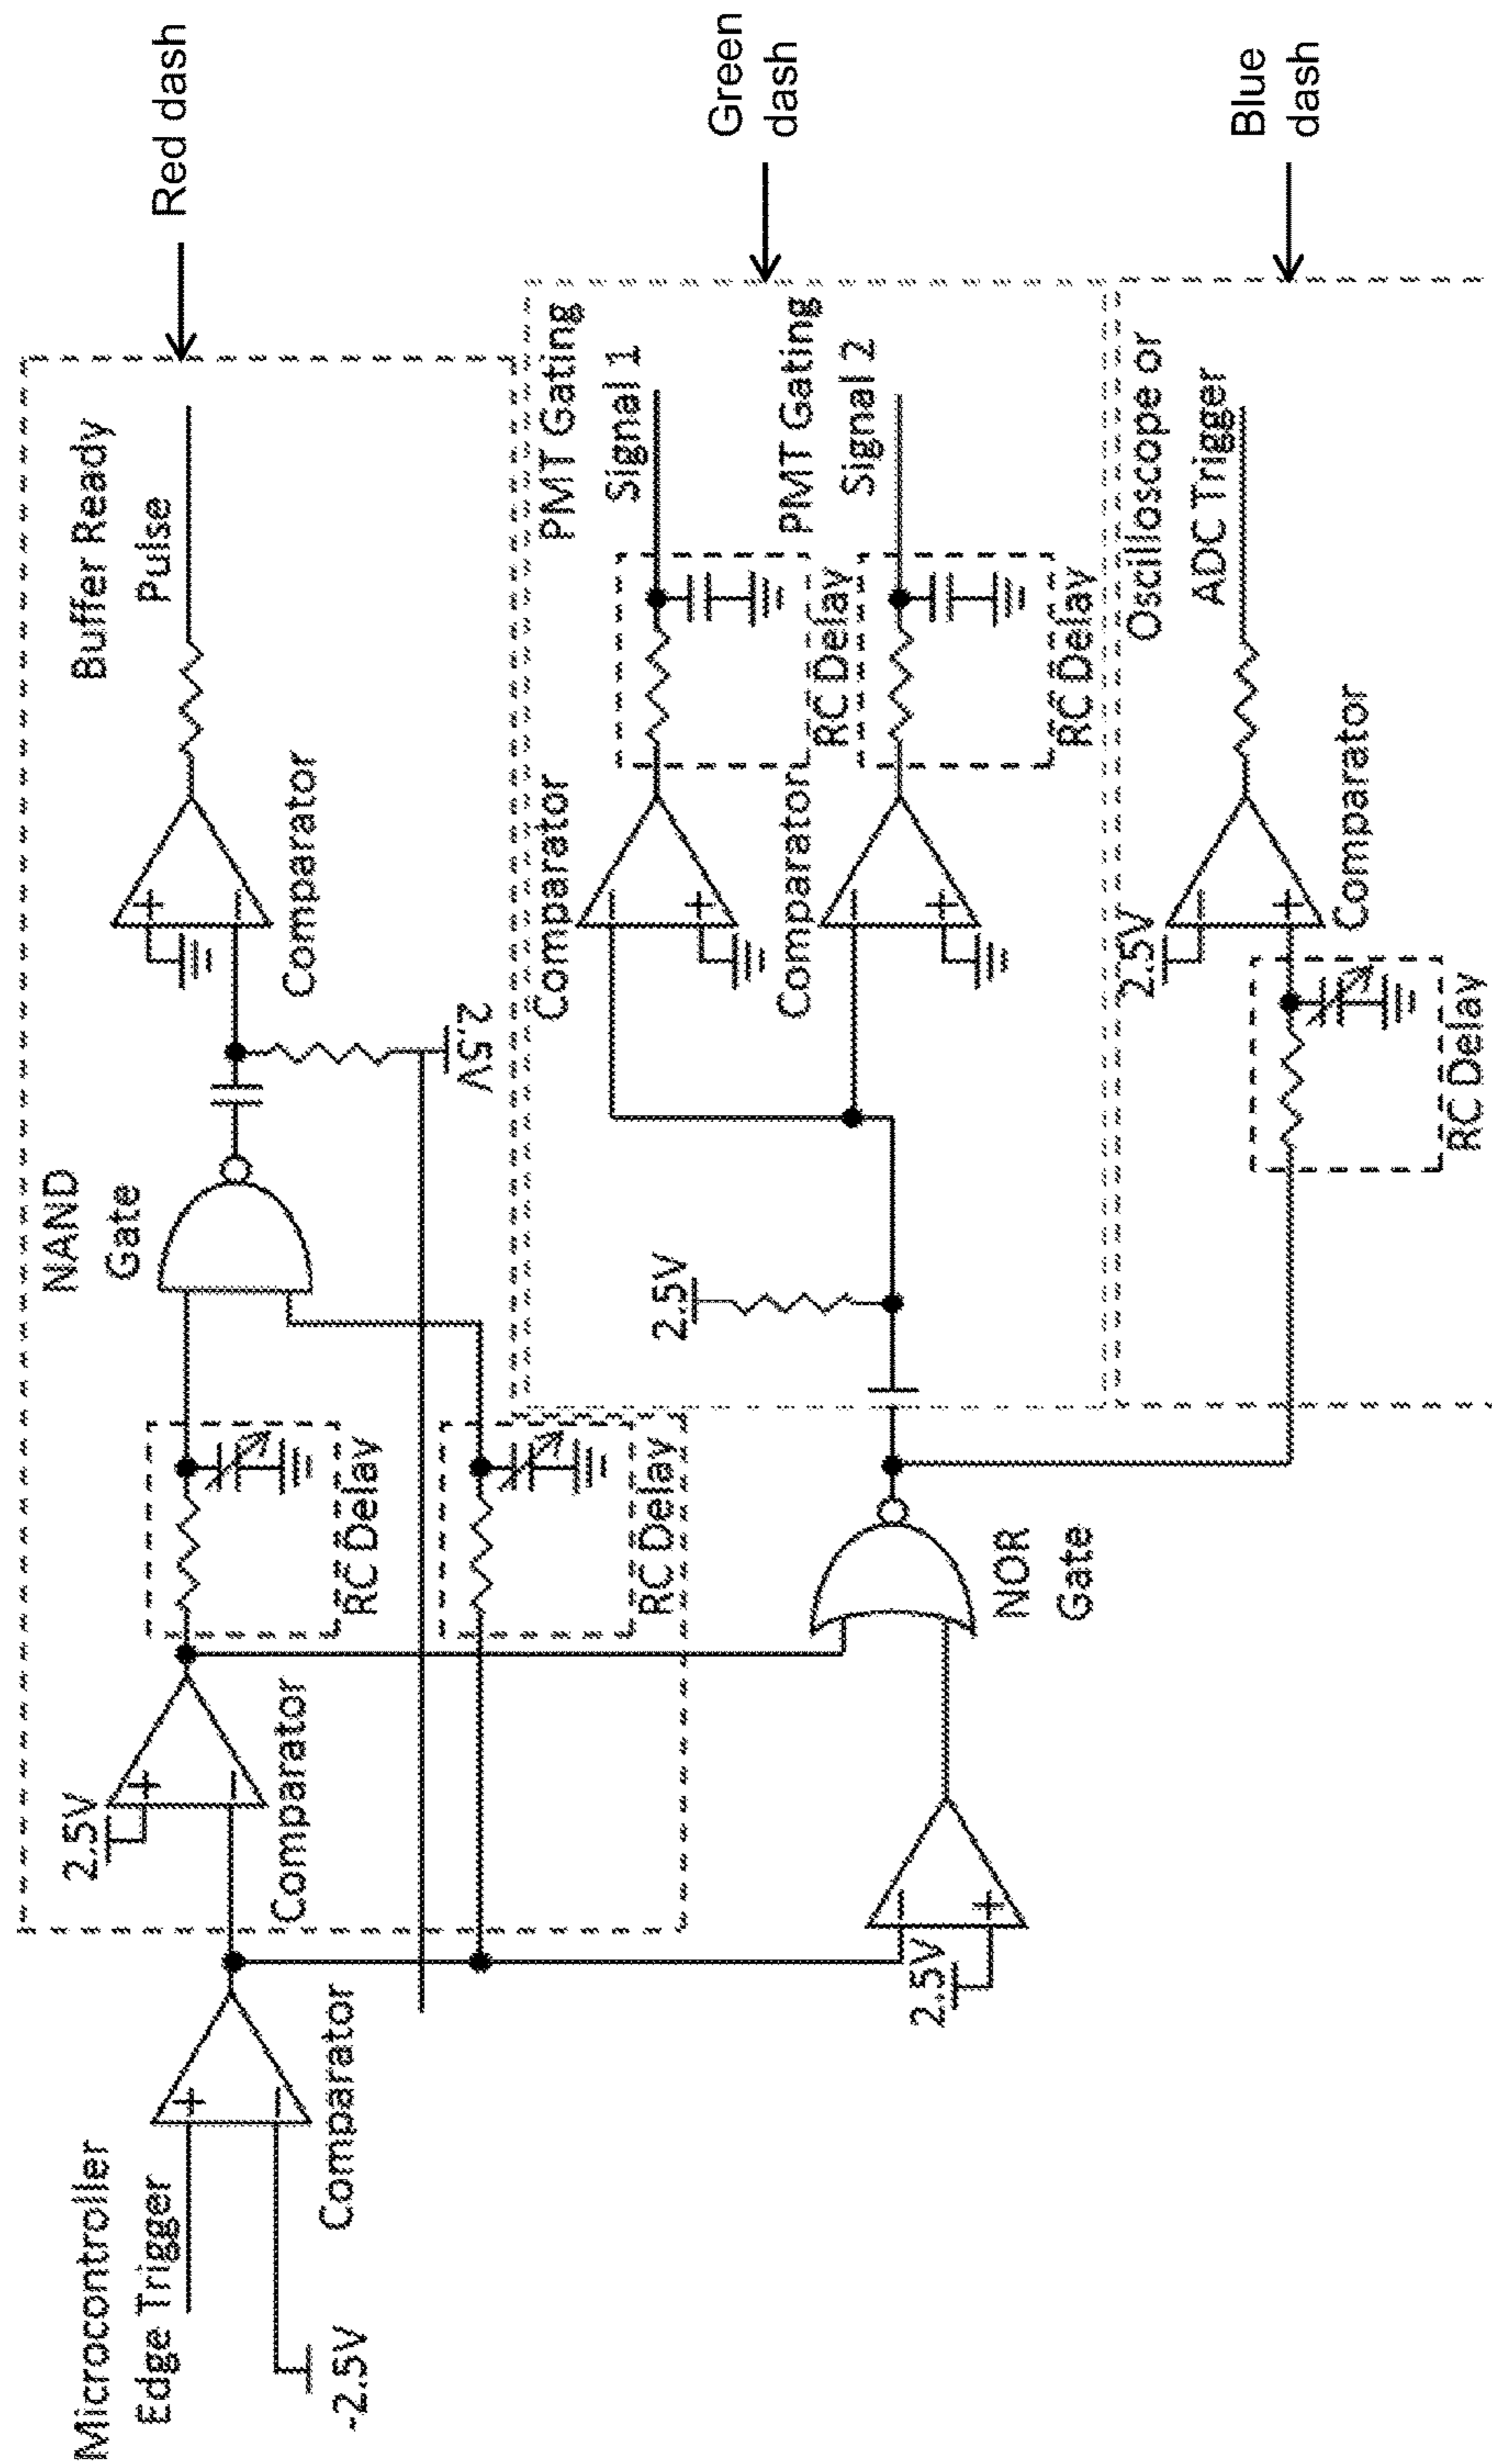 Microcontroller
Edge Trigger
-2.5V
Comparator
2.5V
Comparator
RC Delay
RC Delay
NAND
Gate
2.5V
Comparator
Buffer Ready
Pulse
Red dash
2.5V
NOR
Gate
2.5V
Comparator
PMT Gating
Signal 1
RC Delay
Comparator
PMT Gating
Signal 2
RC Delay
Green
dash
RC Delay
2.5V
Comparator
Oscilloscope or
ADC Trigger
Blue
dash